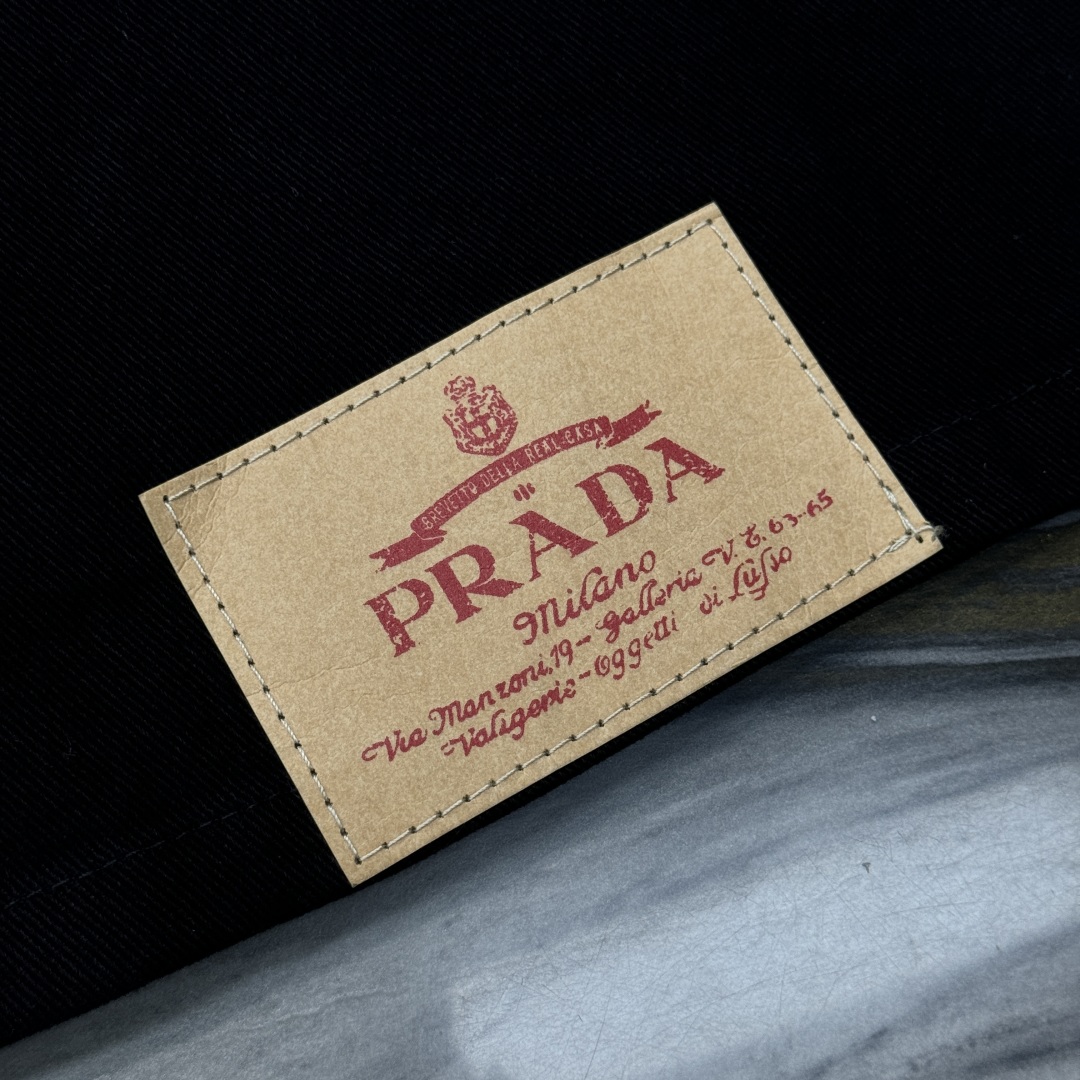 BREVETTO DELLA REAL CASA
PRADA
Milano
Via Manzoni, 19 - Galleria V. E. 63-65
Valigerie - Oggetti di Lusso